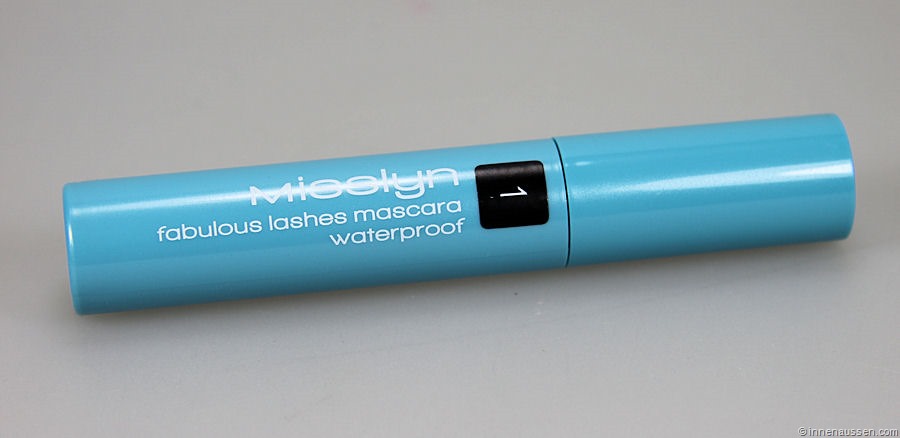 Misslyn
fabulous lashes mascara
waterproof
1
© innenaussen.com